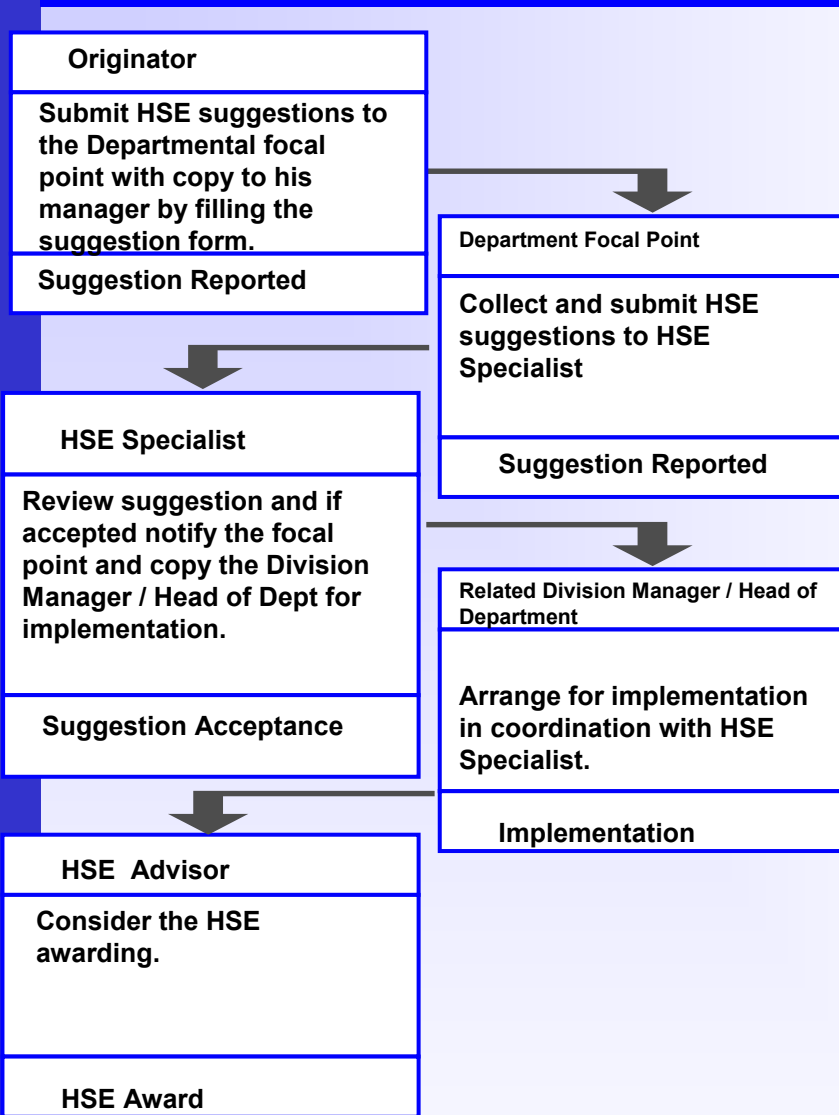 Originator
Submit HSE suggestions to
the Departmental focal
point with copy to his
manager by filling the
suggestion form.
Suggestion Reported
Department Focal Point
Collect and submit HSE
suggestions to HSE
Specialist
Suggestion Reported
HSE Specialist
Review suggestion and if
accepted notify the focal
point and copy the Division
Manager / Head of Dept for
implementation.
Suggestion Acceptance
Related Division Manager / Head of
Department
Arrange for implementation
in coordination with HSE
Specialist.
Implementation
HSE Advisor
Consider the HSE
awarding.
HSE Award